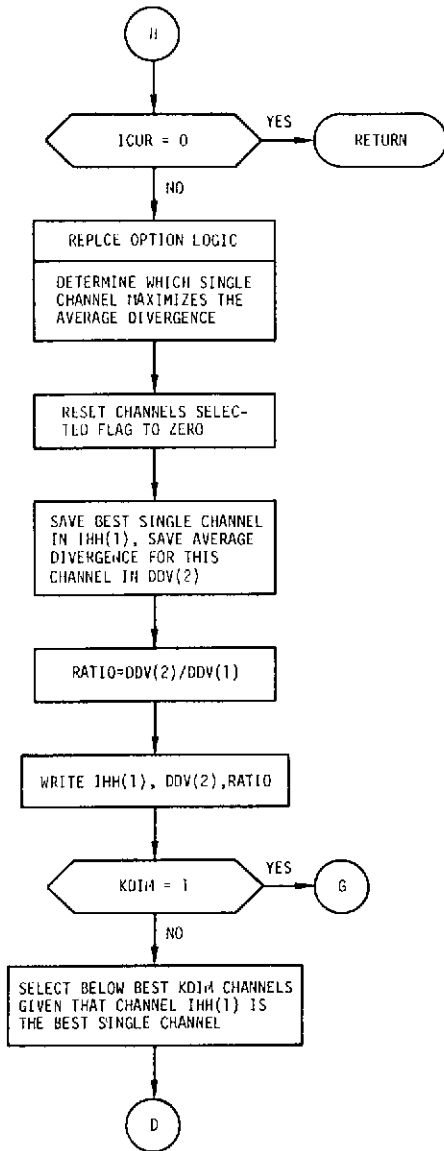 H
ICUR = 0
YES
RETURN
NO
REPLCE OPTION LOGIC
DETERMINE WHICH SINGLE
CHANNEL MAXIMIZES THE
AVERAGE DIVERGENCE
RESET CHANNELS SELEC-
TED FLAG TO ZERO
SAVE BEST SINGLE CHANNEL
IN IHH(1), SAVE AVERAGE
DIVERGENCE FOR THIS
CHANNEL IN DDV(2)
RATIO=DDV(2)/DDV(1)
WRITE IHH(1), DDV(2),RATIO
KDIM = 1
YES
G
NO
SELECT BELOW BEST KDIM CHANNELS
GIVEN THAT CHANNEL IHH(1) IS
THE BEST SINGLE CHANNEL
D